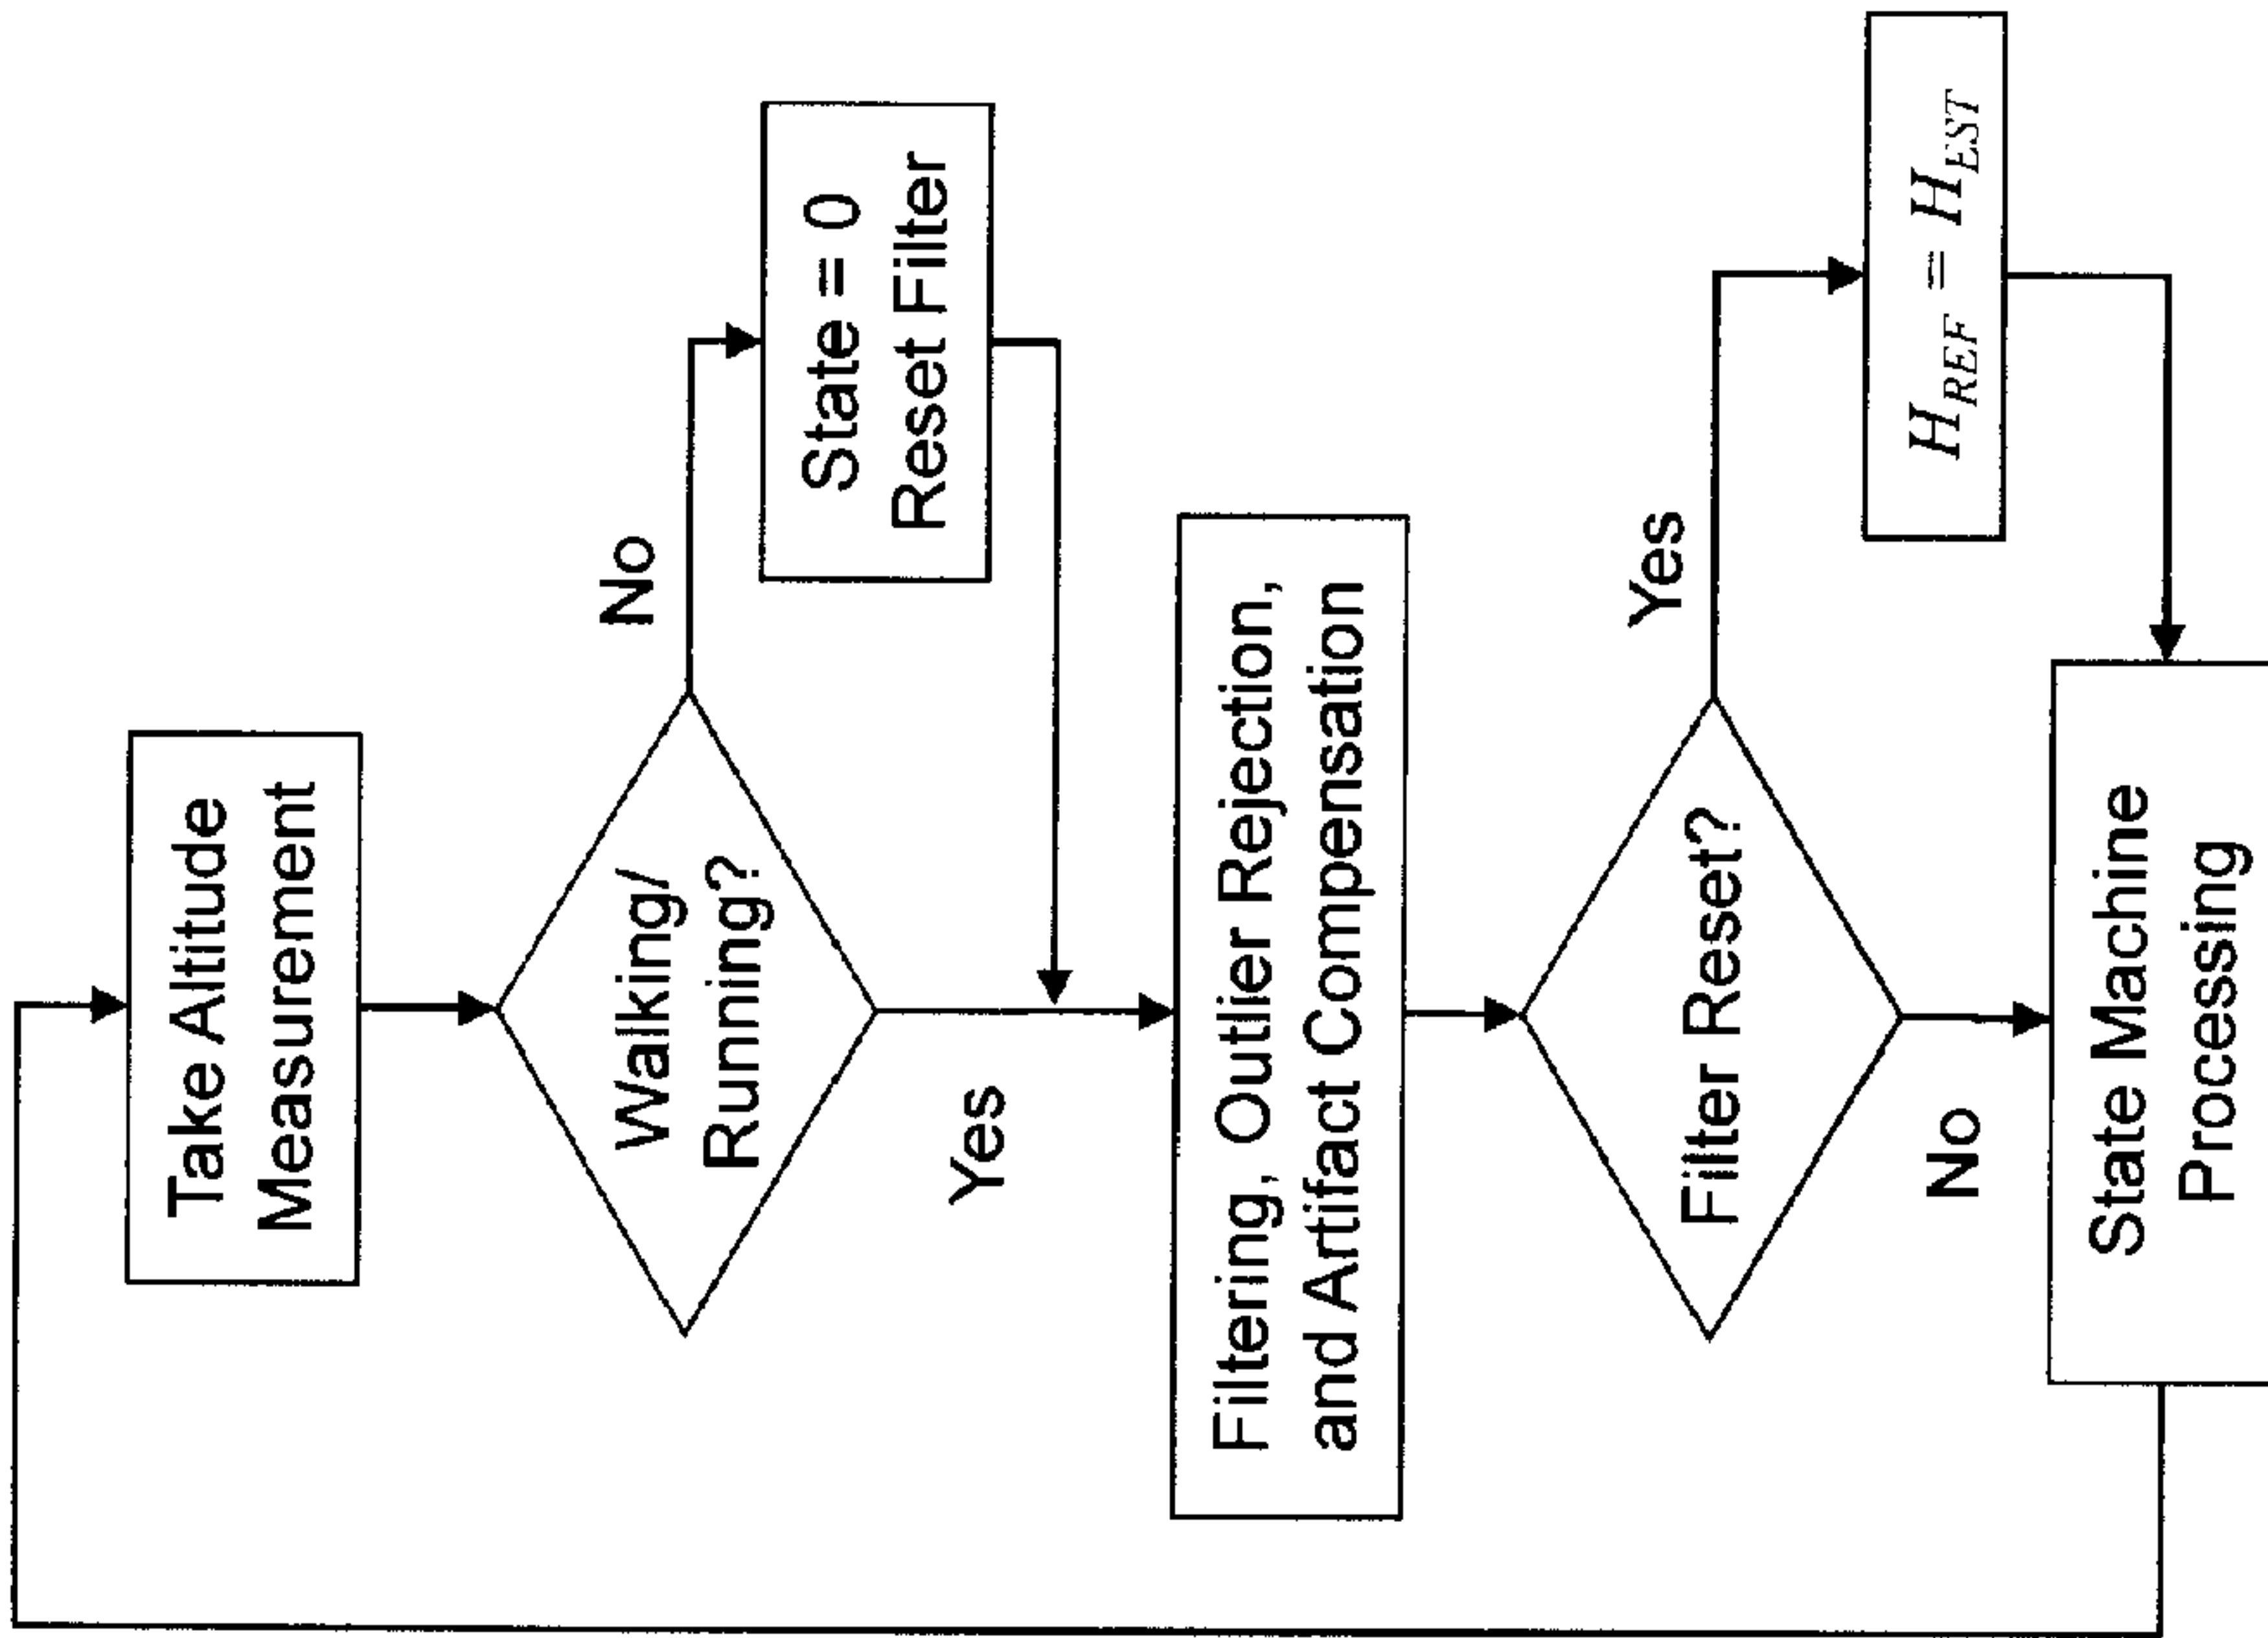 Take Altitude
Measurement
Walking/
Running?
No
State = 0
Reset Filter
Yes
Filtering, Outlier Rejection,
and Artifact Compensation
Filter Reset?
Yes
H_REF = H_EST
No
State Machine
Processing